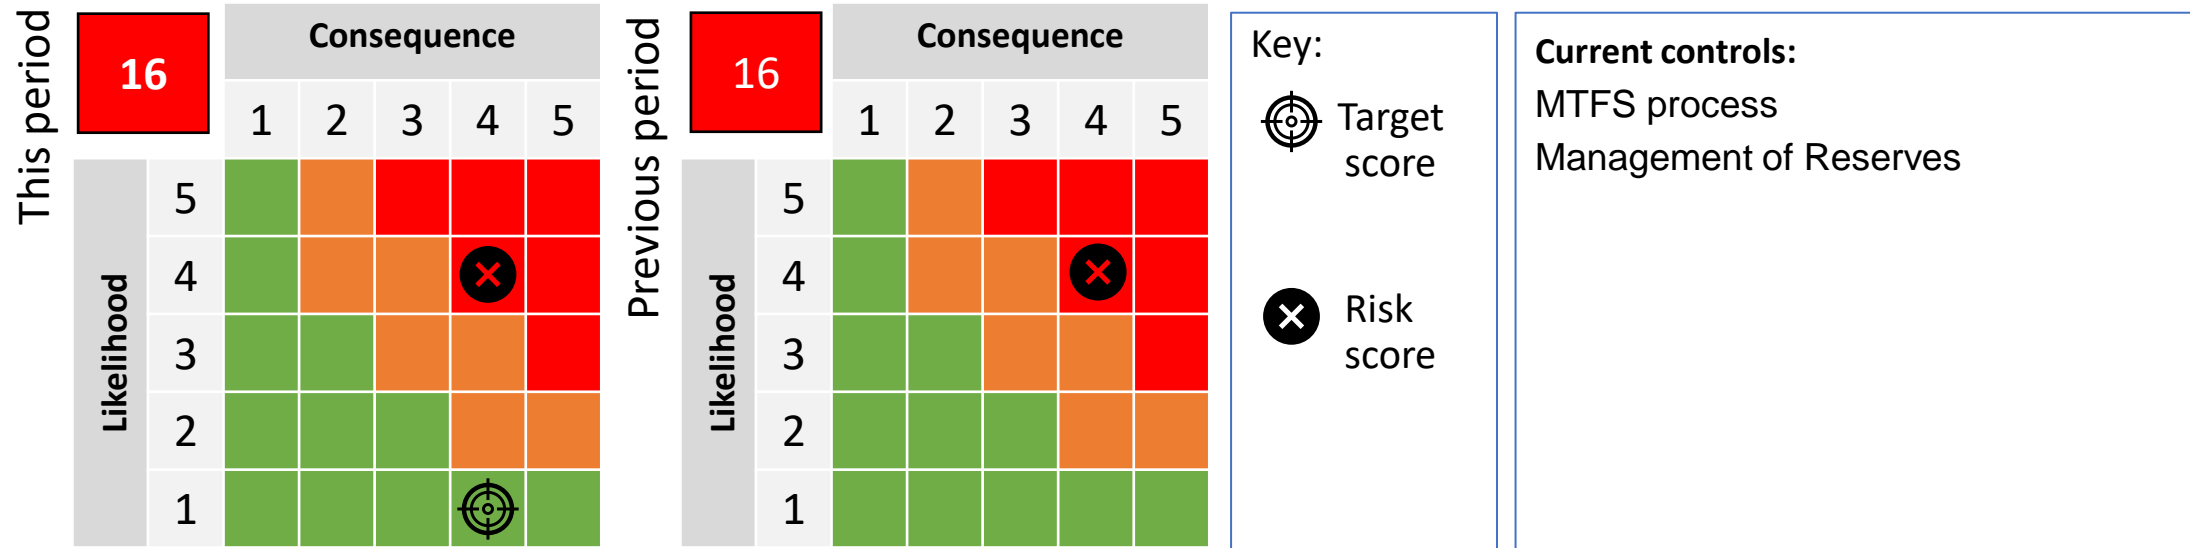 This period
16
Consequence
1 2 3 4 5
Likelihood
5
4
3
2
1
Previous period
16
Consequence
1 2 3 4 5
Likelihood
5
4
3
2
1
Key:
Target
score
Risk
score
Current controls:
MTFS process
Management of Reserves